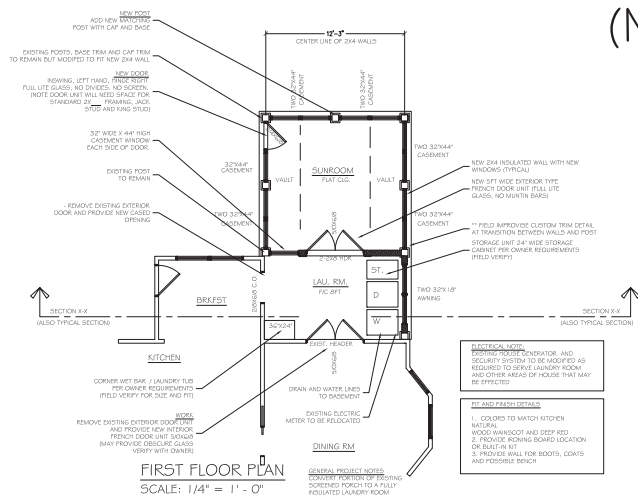 (N
NEW POST
ADD NEW MATCHING
POST WITH CAP AND BASE
12'-3"
CENTER LINE OF 2X4 WALLS
EXISTING POSTS, BASE TRIM AND CAP TRIM
TO REMAIN BUT MODIFED TO FIT NEW 2X4 WALL
NEW DOOR
INSWING, LEFT HAND, HINGE RIGHT
FULL LITE GLASS, NO DIVIDES, NO SCREEN.
(NOTE DOOR UNIT WILL NEED SPACE FOR
STANDARD 2X__ FRAMING, JACK
STUD AND KING STUD)
TWO 32"X44"
CASEMENT
TWO 32"X44"
CASEMENT
32" WIDE X 44" HIGH
CASEMENT WINDOW
EACH SIDE OF DOOR.
32"X44"
CASEMENT
SUNROOM
FLAT CLG.
VAULT
VAULT
TWO 32"X44"
CASEMENT
NEW 2X4 INSULATED WALL WITH NEW
WINDOWS (TYPICAL)
EXISTING POST
TO REMAIN
NEW 5FT WIDE EXTERIOR TYPE
FRENCH DOOR UNIT (FULL LITE
GLASS, NO MUNTIN BARS)
- REMOVE EXISTING EXTERIOR
DOOR AND PROVIDE NEW CASED
OPENING
TWO 32"X44"
CASEMENT
5/0X6/8
TWO 32"X44"
CASEMENT
** FIELD IMPROVISE CUSTOM TRIM DETAIL
AT TRANSITION BETWEEN WALLS AND POST
2-2X8 HDR
STORAGE UNIT 24" WIDE STORAGE
CABINET PER OWNER REQUIREMENTS
(FIELD VERIFY)
LAU. RM.
F/C 8FT
ST.
D
W
2/8X6/8 C.O.
BRKFST
TWO 32"X18"
AWNING
SECTION X-X
(ALSO TYPICAL SECTION)
SECTION X-X
(ALSO TYPICAL SECTION)
36"X24"
EXIST. HEADER
5/0X6/8
KITCHEN
ELECTRICAL NOTE:
EXISTING HOUSE GENERATOR AND
SECURITY SYSTEM TO BE MODIFIED AS
REQUIRED TO SERVE LAUNDRY ROOM
AND OTHER AREAS OF HOUSE THAT MAY
BE EFFECTED
CORNER WET BAR / LAUNDRY TUB
PER OWNER REQUIREMENTS
(FIELD VERIFY FOR SIZE AND FIT)
DRAIN AND WATER LINES
TO BASEMENT
EXISTING ELECTRIC
METER TO BE RELOCATED
WORK
REMOVE EXISTING EXTERIOR DOOR UNIT
AND PROVIDE NEW INTERIOR
FRENCH DOOR UNIT 5/0X6/8
(MAY PROVIDE OBSCURE GLASS
VERIFY WITH OWNER)
FIT AND FINISH DETAILS
1. COLORS TO MATCH KITCHEN
NATURAL
WOOD WAINSCOT AND DEEP RED
2. PROVIDE IRONING BOARD LOCATION
OR BUILT-IN KIT
3. PROVIDE WALL FOR BOOTS, COATS
AND POSSIBLE BENCH
DINING RM
FIRST FLOOR PLAN
SCALE: 1/4" = 1' - 0"
GENERAL PROJECT NOTES
CONVERT PORTION OF EXISTING
SCREENED PORCH TO A FULLY
INSULATED LAUNDRY ROOM